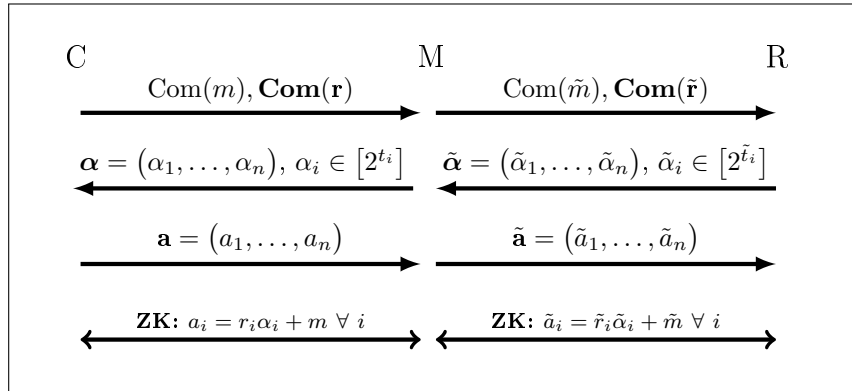 C M R
Com(m), Com(r) Com(m̃), Com(r̃)
α = (α₁, …, αₙ), αᵢ ∈ [2^{tᵢ}] α̃ = (α̃₁, …, α̃ₙ), α̃ᵢ ∈ [2^{t̃ᵢ}]
a = (a₁, …, aₙ) ã = (ã₁, …, ãₙ)
ZK: aᵢ = rᵢαᵢ + m ∀ i ZK: ãᵢ = r̃ᵢα̃ᵢ + m̃ ∀ i